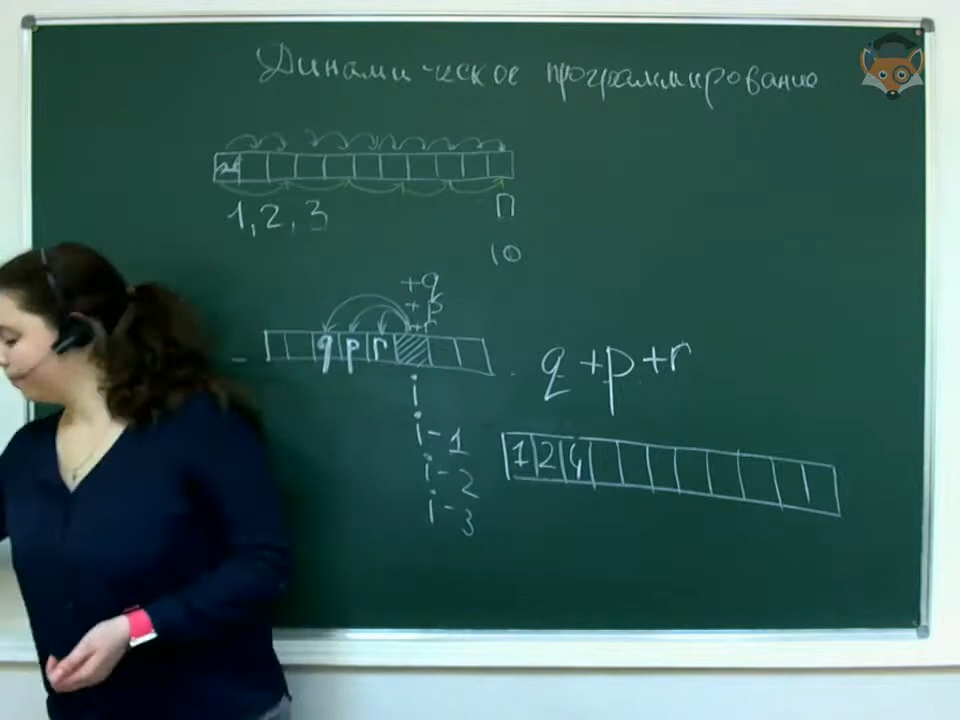 Динамическое программирование
1, 2, 3
n
10
+q
+p
+r
q p r
q+p+r
i
i-1
1 2 4
i-2
i-3